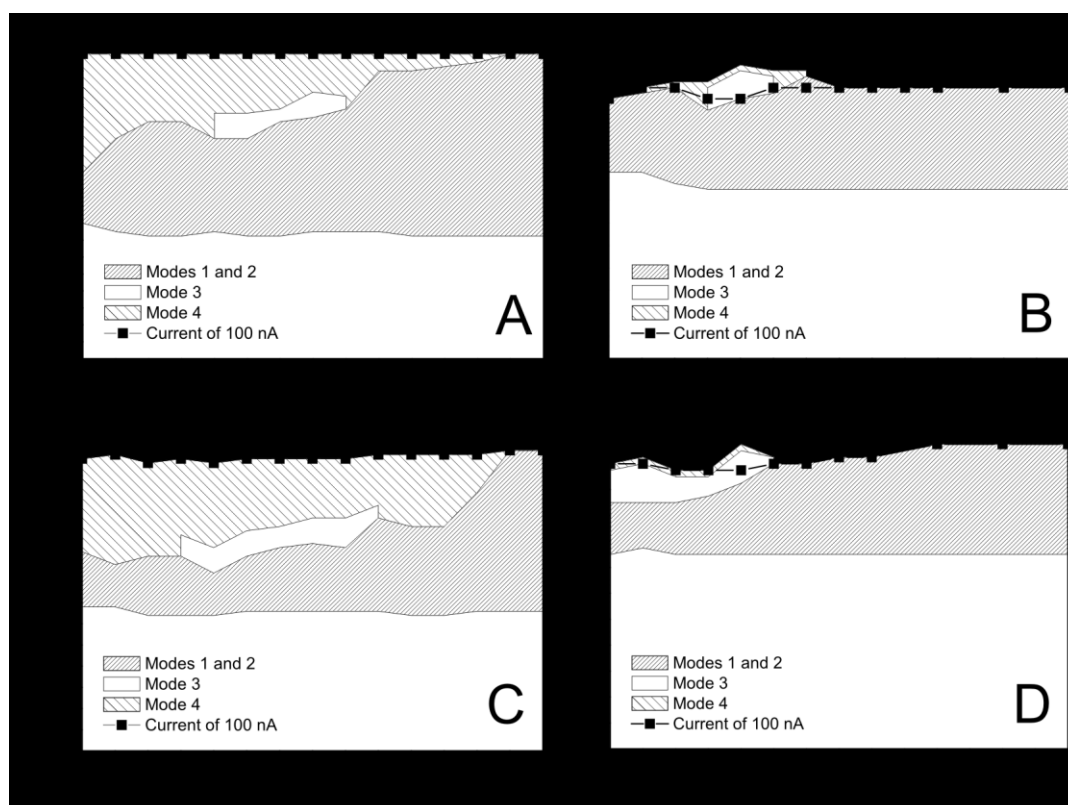 Modes 1 and 2
Mode 3
Mode 4
Current of 100 nA
A
Modes 1 and 2
Mode 3
Mode 4
Current of 100 nA
B
Modes 1 and 2
Mode 3
Mode 4
Current of 100 nA
C
Modes 1 and 2
Mode 3
Mode 4
Current of 100 nA
D